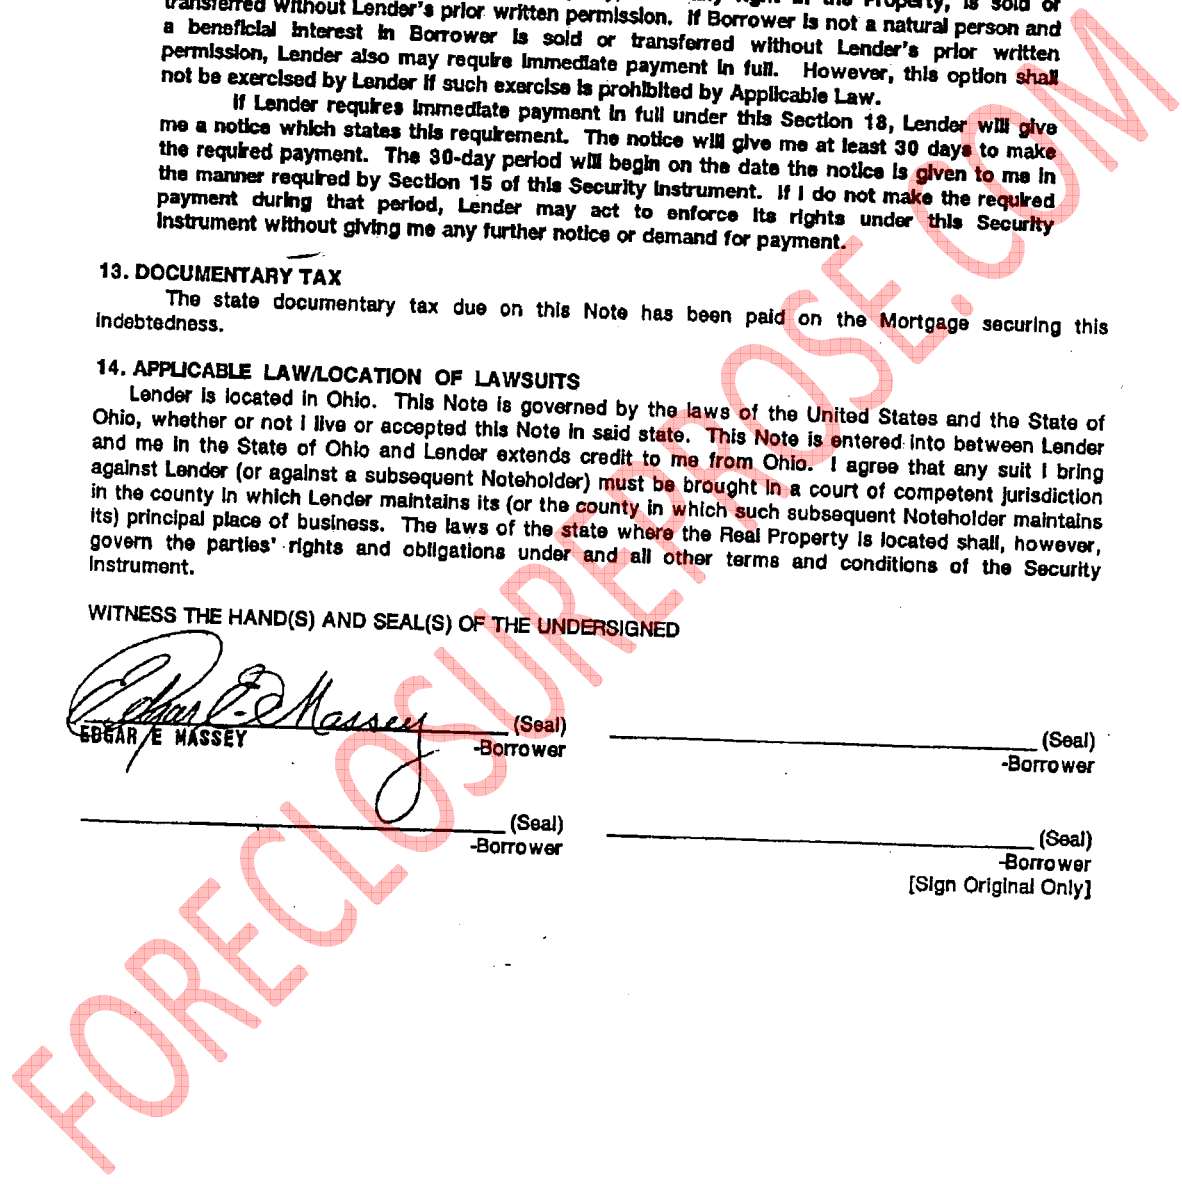 transferred without Lender's prior written permission. If Borrower is not a natural person and
a beneficial interest in Borrower is sold or transferred without Lender's prior written
permission, Lender also may require immediate payment in full. However, this option shall
not be exercised by Lender if such exercise is prohibited by Applicable Law.
If Lender requires immediate payment in full under this Section 18, Lender will give
me a notice which states this requirement. The notice will give me at least 30 days to make
the required payment. The 30-day period will begin on the date the notice is given to me in
the manner required by Section 15 of this Security Instrument. If I do not make the required
payment during that period, Lender may act to enforce its rights under this Security
Instrument without giving me any further notice or demand for payment.
13. DOCUMENTARY TAX
The state documentary tax due on this Note has been paid on the Mortgage securing this
indebtedness.
14. APPLICABLE LAW/LOCATION OF LAWSUITS
Lender is located in Ohio. This Note is governed by the laws of the United States and the State of
Ohio, whether or not I live or accepted this Note in said state. This Note is entered into between Lender
and me in the State of Ohio and Lender extends credit to me from Ohio. I agree that any suit I bring
against Lender (or against a subsequent Noteholder) must be brought in a court of competent jurisdiction
in the county in which Lender maintains its (or the county in which such subsequent Noteholder maintains
its) principal place of business. The laws of the state where the Real Property is located shall, however,
govern the parties' rights and obligations under and all other terms and conditions of the Security
Instrument.
WITNESS THE HAND(S) AND SEAL(S) OF THE UNDERSIGNED
Edgar E Massey (Seal)
EDGAR E MASSEY -Borrower
(Seal)
-Borrower
(Seal)
-Borrower
(Seal)
-Borrower
[Sign Original Only]
FORECLOSUREPROSE.COM